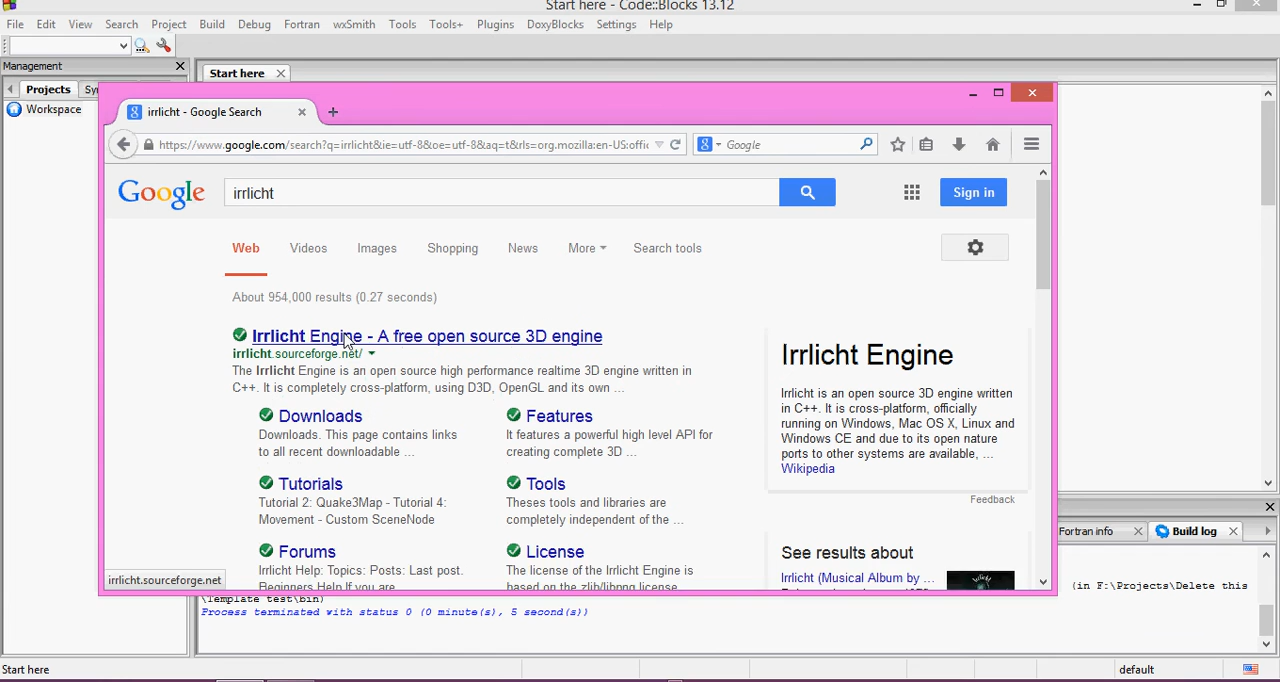 Start here - Code::Blocks 13.12
File Edit View Search Project Build Debug Fortran wxSmith Tools Tools+ Plugins DoxyBlocks Settings Help
Management
Start here
Projects
Workspace
irrlicht - Google Search
https://www.google.com/search?q=irrlicht&ie=utf-8&oe=utf-8&aq=t&rls=org.mozilla:en-US:offic
Google
Google
irrlicht
Sign in
Web Videos Images Shopping News More Search tools
About 954,000 results (0.27 seconds)
Irrlicht Engine - A free open source 3D engine
irrlicht.sourceforge.net/
The Irrlicht Engine is an open source high performance realtime 3D engine written in
C++. It is completely cross-platform, using D3D, OpenGL and its own ...
Downloads
Downloads. This page contains links
to all recent downloadable ...
Features
It features a powerful high level API for
creating complete 3D ...
Tutorials
Tutorial 2: Quake3Map - Tutorial 4:
Movement - Custom SceneNode
Tools
Theses tools and libraries are
completely independent of the ...
Forums
Irrlicht Help: Topics: Posts: Last post.
Beginners Help If you are
License
The license of the Irrlicht Engine is
based on the zlib/libpng license
Irrlicht Engine
Irrlicht is an open source 3D engine written
in C++. It is cross-platform, officially
running on Windows, Mac OS X, Linux and
Windows CE and due to its open nature
ports to other systems are available, ...
Wikipedia
Feedback
See results about
Irrlicht (Musical Album by ...
irrlicht.sourceforge.net
Fortran info
Build log
(in F:\Projects\Delete this
\Template test\bin)
Process terminated with status 0 (0 minute(s), 5 second(s))
Start here
default